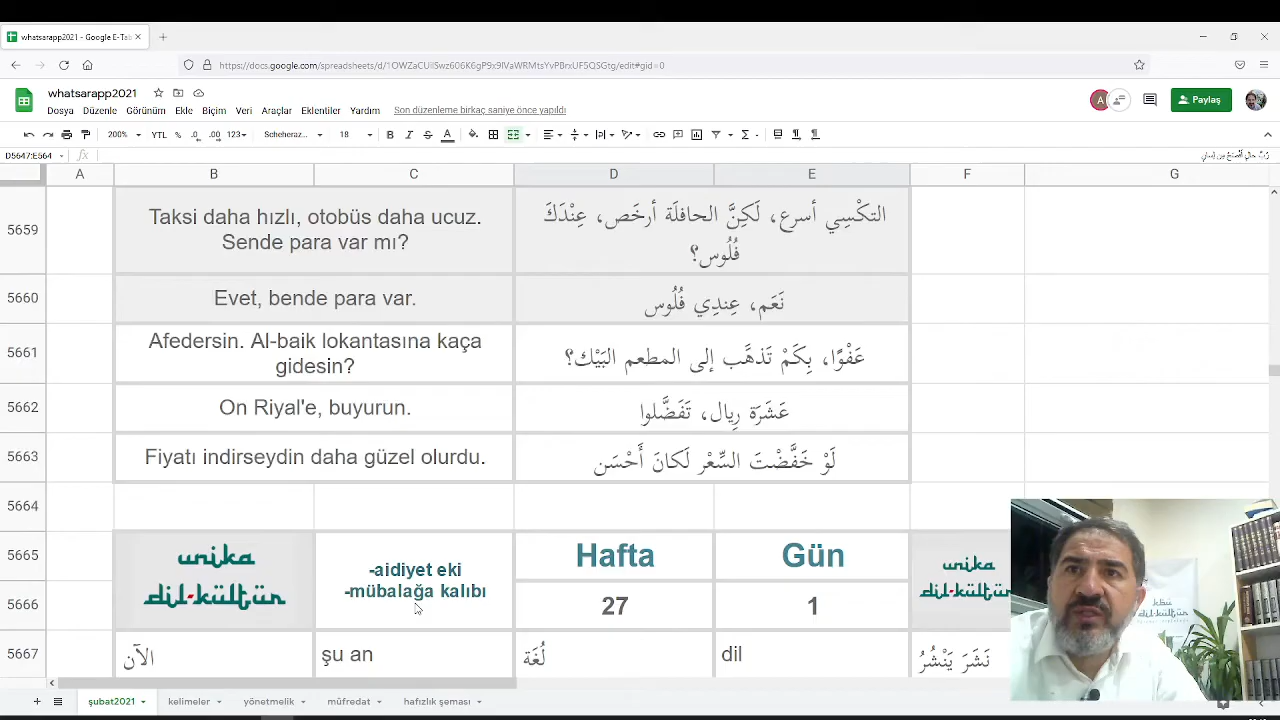 whatsarapp2021 - Google E-Tab
https://docs.google.com/spreadsheets/d/
whatsarapp2021
Dosya Düzenle Görünüm Ekle Biçim Veri Araçlar Eklentiler Yardım Son düzenleme birkaç saniye önce yapıldı
A
Paylaş
200% YTL % .0 .00 123 Scheheraz... 18 B I S A
D5647:E564 fx
A B C D E F G
5659
Taksi daha hızlı, otobüs daha ucuz.
Sende para var mı?
التكْسِي أسرع، لَكِنَّ الحافلَة أرخَص، عِنْدَكَ
فُلُوس؟
5660 Evet, bende para var. نَعَم، عِندِي فُلُوس
5661
Afedersin. Al-baik lokantasına kaça
gidesin?
عَفْوًا، بِكَمْ تَذهَّب إلى المطعم البَيْك؟
5662 On Riyal'e, buyurun. عَشَرَة رِيال، تَفَضَّلوا
5663 Fiyatı indirseydin daha güzel olurdu. لَوْ خَفَّضْتَ السِّعْر لَكانَ أَحْسَن
5664
5665 unika Hafta Gün unika
-aidiyet eki
-mübalağa kalıbı
5666 dil-kültür 27 1 dil-kültür
5667 الآن şu an لُغَة dil نَشَرَ يَنْشُرُ
kbü
dil-kültür
şubat2021 kelimeler yönetmelik müfredat hafızlık şeması